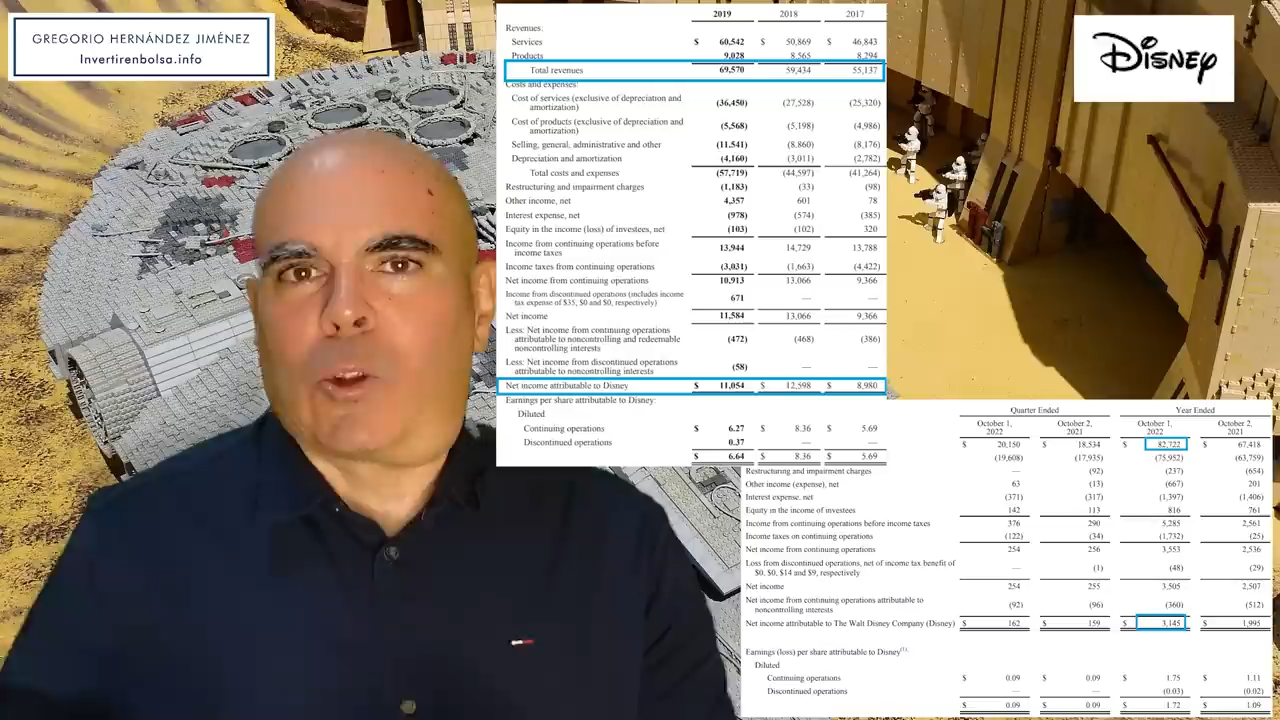 GREGORIO HERNÁNDEZ JIMÉNEZ
Invertirenbolsa.info
Disney
2019 2018 2017
Revenues:
Services $ 60,542 $ 50,869 $ 46,843
Products 9,028 8,565 8,294
Total revenues 69,570 59,434 55,137
Costs and expenses:
Cost of services (exclusive of depreciation and
amortization) (36,450) (27,528) (25,320)
Cost of products (exclusive of depreciation and
amortization) (5,568) (5,198) (4,986)
Selling, general, administrative and other (11,541) (8,860) (8,176)
Depreciation and amortization (4,160) (3,011) (2,782)
Total costs and expenses (57,719) (44,597) (41,264)
Restructuring and impairment charges (1,183) (33) (98)
Other income, net 4,357 601 78
Interest expense, net (978) (574) (385)
Equity in the income (loss) of investees, net (103) (102) 320
Income from continuing operations before
income taxes 13,944 14,729 13,788
Income taxes from continuing operations (3,031) (1,663) (4,422)
Net income from continuing operations 10,913 13,066 9,366
Income from discontinued operations (includes income
tax expense of $35, $0 and $0, respectively) 671 — —
Net income 11,584 13,066 9,366
Less: Net income from continuing operations
attributable to noncontrolling and redeemable
noncontrolling interests (472) (468) (386)
Less: Net income from discontinued operations
attributable to noncontrolling interests (58) — —
Net income attributable to Disney $ 11,054 $ 12,598 $ 8,980
Earnings per share attributable to Disney:
Diluted
Continuing operations $ 6.27 $ 8.36 $ 5.69
Discontinued operations 0.37 — —
$ 6.64 $ 8.36 $ 5.69
Quarter Ended Year Ended
October 1, October 2, October 1, October 2,
2022 2021 2022 2021
$ 20,150 $ 18,534 $ 82,722 $ 67,418
(19,608) (17,935) (75,952) (63,759)
Restructuring and impairment charges — (92) (237) (654)
Other income (expense), net 63 (13) (667) 201
Interest expense, net (371) (317) (1,397) (1,406)
Equity in the income of investees 142 113 816 761
Income from continuing operations before income taxes 376 290 5,285 2,561
Income taxes on continuing operations (122) (34) (1,732) (25)
Net income from continuing operations 254 256 3,553 2,536
Loss from discontinued operations, net of income tax benefit of
$0, $0, $14 and $9, respectively — (1) (48) (29)
Net income 254 255 3,505 2,507
Net income from continuing operations attributable to
noncontrolling interests (92) (96) (360) (512)
Net income attributable to The Walt Disney Company (Disney) $ 162 $ 159 $ 3,145 $ 1,995
Earnings (loss) per share attributable to Disney(1):
Diluted
Continuing operations $ 0.09 $ 0.09 $ 1.75 $ 1.11
Discontinued operations — — (0.03) (0.02)
$ 0.09 $ 0.09 $ 1.72 $ 1.09